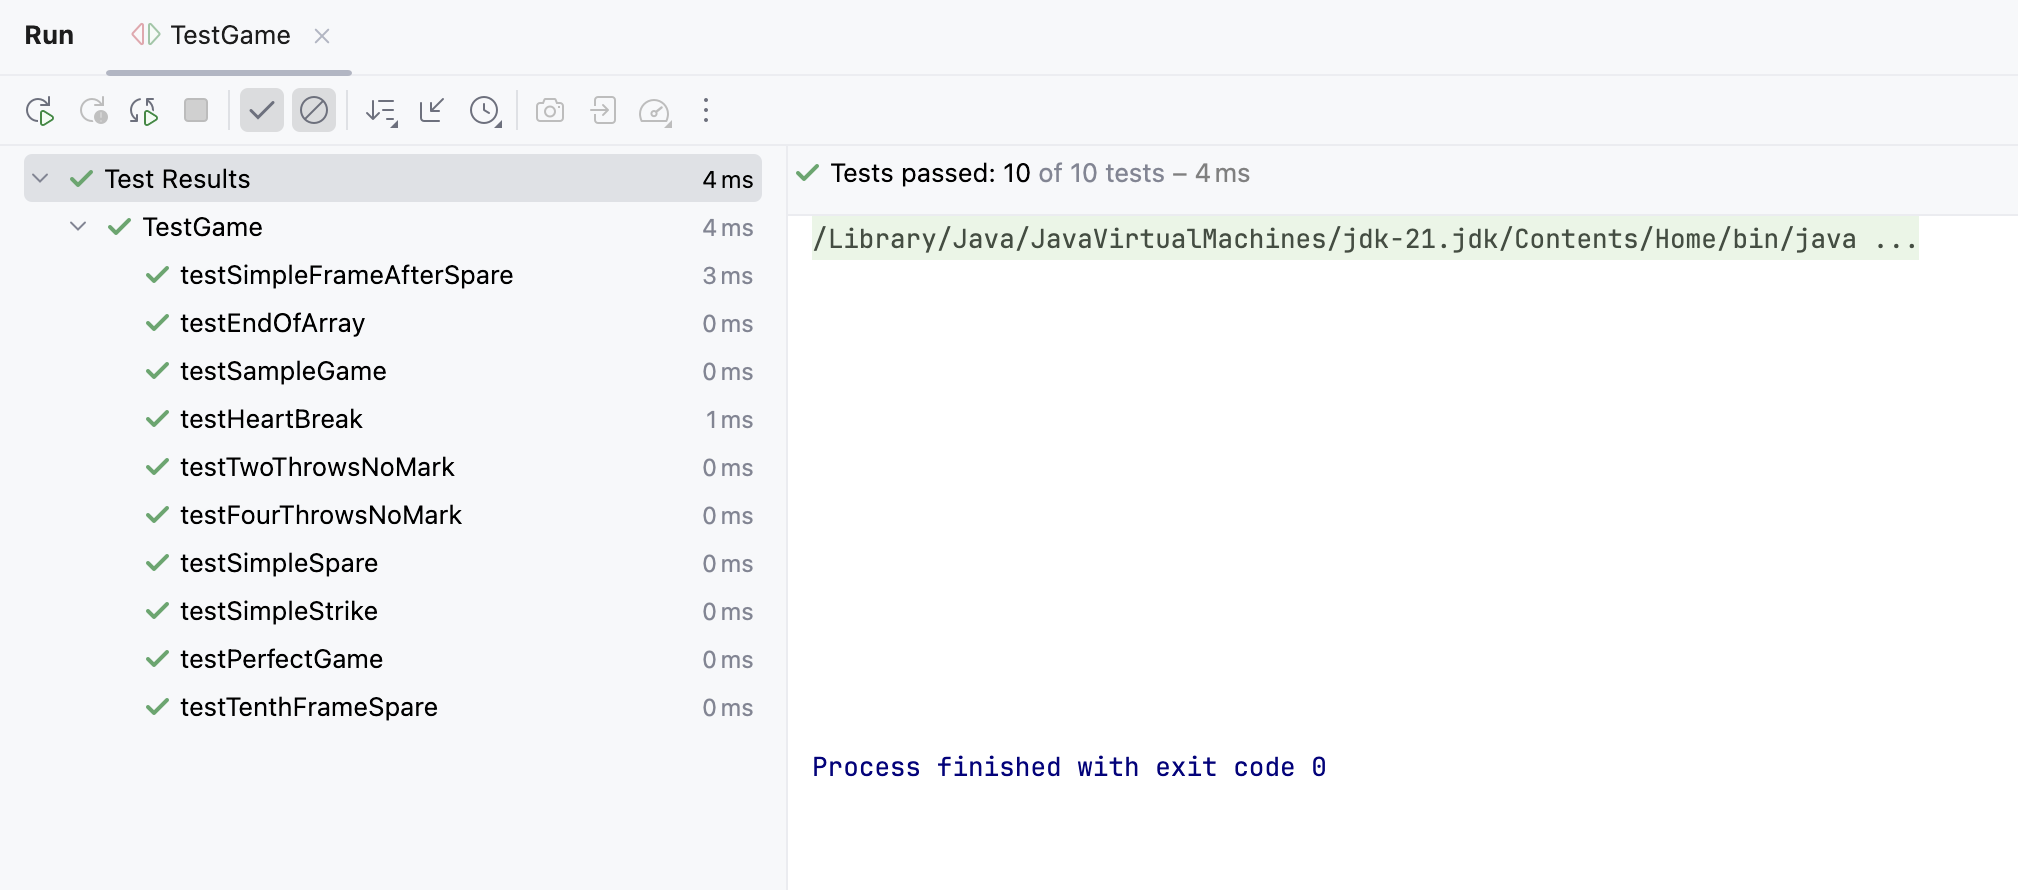 Run TestGame
Test Results 4 ms
TestGame 4 ms
testSimpleFrameAfterSpare 3 ms
testEndOfArray 0 ms
testSampleGame 0 ms
testHeartBreak 1 ms
testTwoThrowsNoMark 0 ms
testFourThrowsNoMark 0 ms
testSimpleSpare 0 ms
testSimpleStrike 0 ms
testPerfectGame 0 ms
testTenthFrameSpare 0 ms
Tests passed: 10 of 10 tests – 4 ms
/Library/Java/JavaVirtualMachines/jdk-21.jdk/Contents/Home/bin/java ...
Process finished with exit code 0